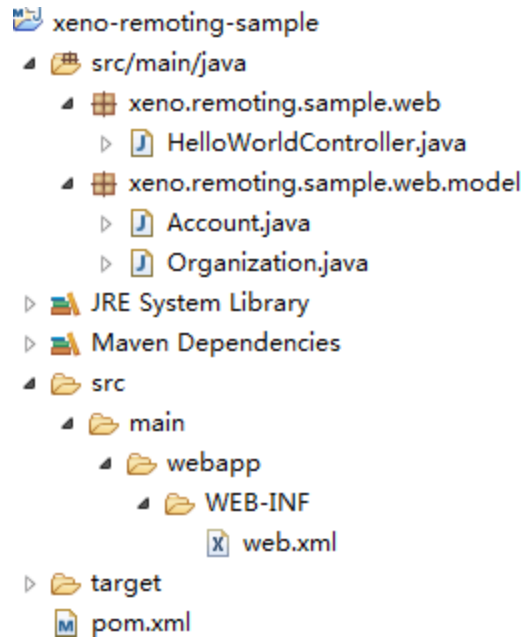 xeno-remoting-sample
src/main/java
xeno.remoting.sample.web
HelloWorldController.java
xeno.remoting.sample.web.model
Account.java
Organization.java
JRE System Library
Maven Dependencies
src
main
webapp
WEB-INF
web.xml
target
pom.xml